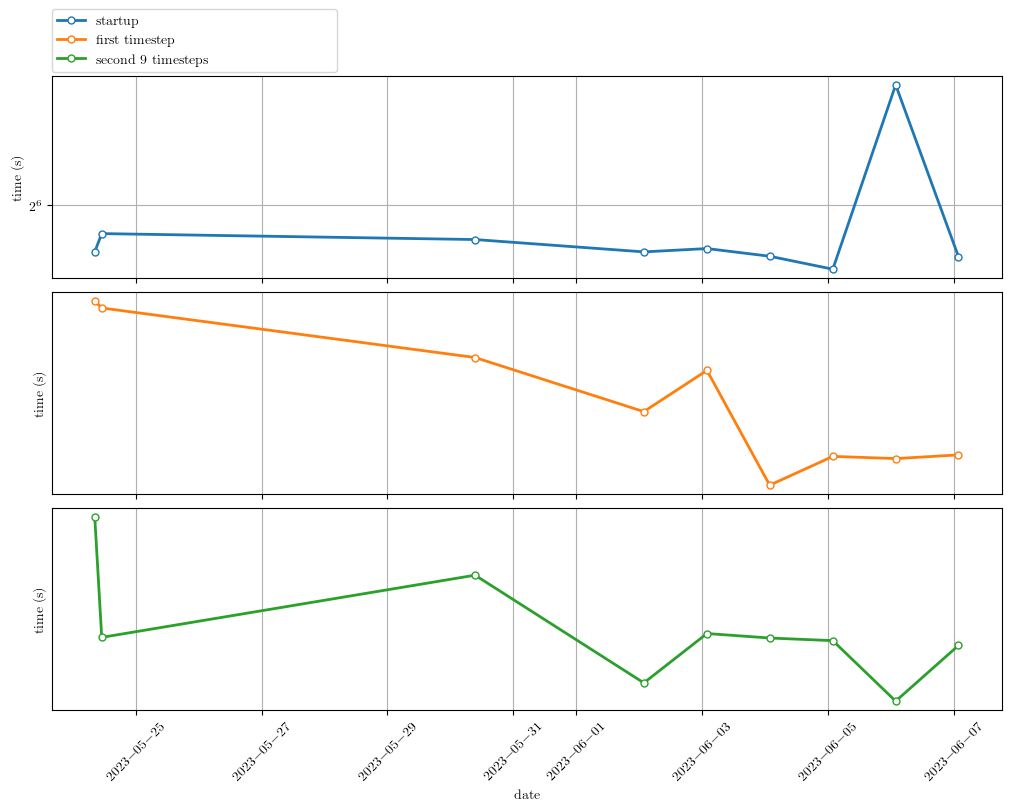 startup
first timestep
second 9 timesteps
time (s)
2⁶
time (s)
time (s)
2023−05−25
2023−05−27
2023−05−29
2023−05−31
2023−06−01
2023−06−03
2023−06−05
2023−06−07
date